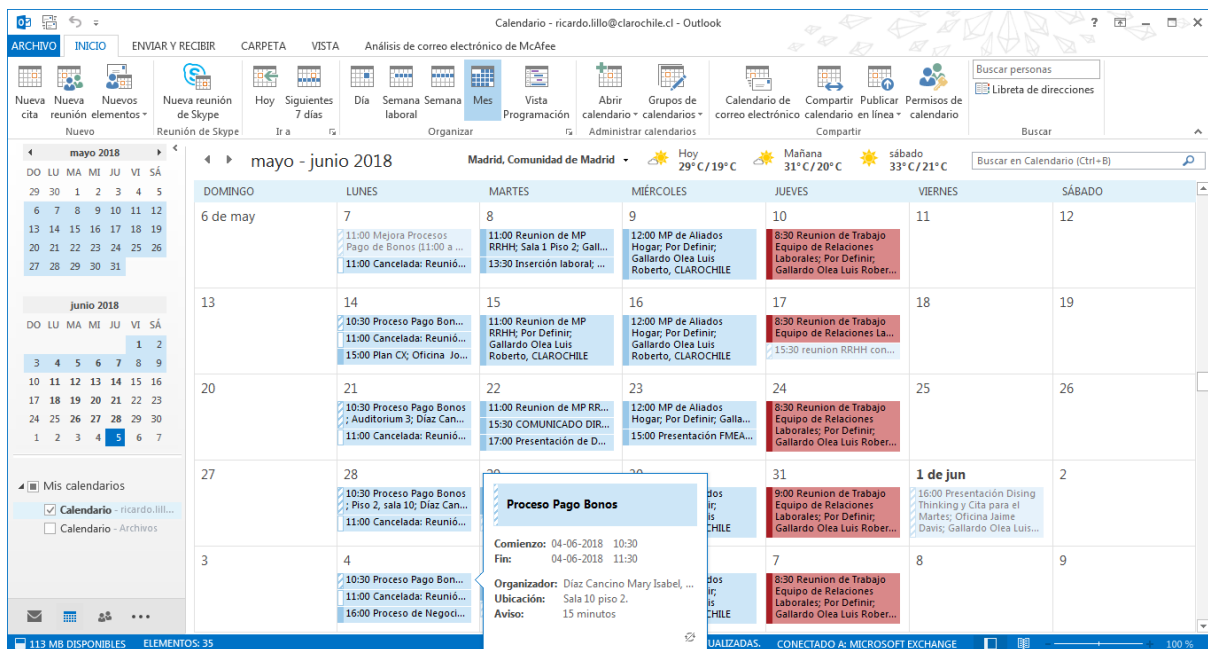 Calendario - ricardo.lillo@clarochile.cl - Outlook
ARCHIVO INICIO ENVIAR Y RECIBIR CARPETA VISTA Análisis de correo electrónico de McAfee
Nueva cita
Nueva reunión
Nuevos elementos
Nuevo
Nueva reunión de Skype
Reunión de Skype
Hoy
Siguientes 7 días
Ir a
Día
Semana laboral
Semana
Mes
Vista Programación
Organizar
Abrir calendario
Grupos de calendarios
Administrar calendarios
Calendario de correo electrónico
Compartir calendario
Publicar en línea
Permisos de calendario
Compartir
Buscar personas
Libreta de direcciones
Buscar
mayo 2018
DO LU MA MI JU VI SÁ
29 30 1 2 3 4 5
6 7 8 9 10 11 12
13 14 15 16 17 18 19
20 21 22 23 24 25 26
27 28 29 30 31
junio 2018
DO LU MA MI JU VI SÁ
1 2
3 4 5 6 7 8 9
10 11 12 13 14 15 16
17 18 19 20 21 22 23
24 25 26 27 28 29 30
1 2 3 4 5 6 7
Mis calendarios
Calendario - ricardo.lill...
Calendario - Archivos
mayo - junio 2018
Madrid, Comunidad de Madrid
Hoy
29°C/19°C
Mañana
31°C/20°C
sábado
33°C/21°C
Buscar en Calendario (Ctrl+B)
DOMINGO LUNES MARTES MIÉRCOLES JUEVES VIERNES SÁBADO
6 de may 7 8 9 10 11 12
11:00 Mejora Procesos
Pago de Bonos (11:00 a ...
11:00 Cancelada: Reunió...
11:00 Reunion de MP
RRHH; Sala 1 Piso 2; Gall...
13:30 Inserción laboral; ...
12:00 MP de Aliados
Hogar; Por Definir;
Gallardo Olea Luis
Roberto, CLAROCHILE
8:30 Reunion de Trabajo
Equipo de Relaciones
Laborales; Por Definir;
Gallardo Olea Luis Rober...
13 14 15 16 17 18 19
10:30 Proceso Pago Bon...
11:00 Cancelada: Reunió...
15:00 Plan CX; Oficina Jo...
11:00 Reunion de MP
RRHH; Por Definir;
Gallardo Olea Luis
Roberto, CLAROCHILE
12:00 MP de Aliados
Hogar; Por Definir;
Gallardo Olea Luis
Roberto, CLAROCHILE
8:30 Reunion de Trabajo
Equipo de Relaciones La...
15:30 reunion RRHH con...
20 21 22 23 24 25 26
10:30 Proceso Pago Bonos
; Auditorium 3; Díaz Can...
11:00 Cancelada: Reunió...
11:00 Reunion de MP RR...
15:30 COMUNICADO DIR...
17:00 Presentación de D...
12:00 MP de Aliados
Hogar; Por Definir; Galla...
15:00 Presentación FMEA...
8:30 Reunion de Trabajo
Equipo de Relaciones
Laborales; Por Definir;
Gallardo Olea Luis Rober...
27 28 31 1 de jun 2
10:30 Proceso Pago Bonos
; Piso 2, sala 10; Díaz Can...
11:00 Cancelada: Reunió...
9:00 Reunion de Trabajo
Equipo de Relaciones
Laborales; Por Definir;
Gallardo Olea Luis Rober...
16:00 Presentación Dising
Thinking y Cita para el
Martes; Oficina Jaime
Davis; Gallardo Olea Luis...
3 4 7 8 9
10:30 Proceso Pago Bon...
11:00 Cancelada: Reunió...
16:00 Proceso de Negoci...
8:30 Reunion de Trabajo
Equipo de Relaciones
Laborales; Por Definir;
Gallardo Olea Luis Rober...
Proceso Pago Bonos
Comienzo: 04-06-2018 10:30
Fin: 04-06-2018 11:30
Organizador: Díaz Cancino Mary Isabel, ...
Ubicación: Sala 10 piso 2.
Aviso: 15 minutos
113 MB DISPONIBLES ELEMENTOS: 35 UALIZADAS. CONECTADO A: MICROSOFT EXCHANGE 100 %